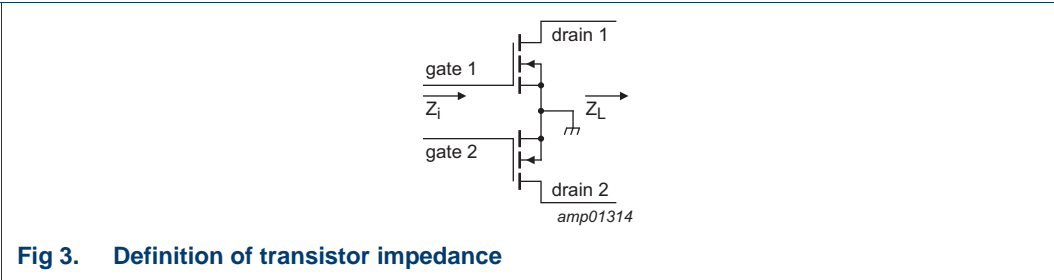 drain 1
gate 1
Zi
ZL
gate 2
drain 2
amp01314
Fig 3. Definition of transistor impedance